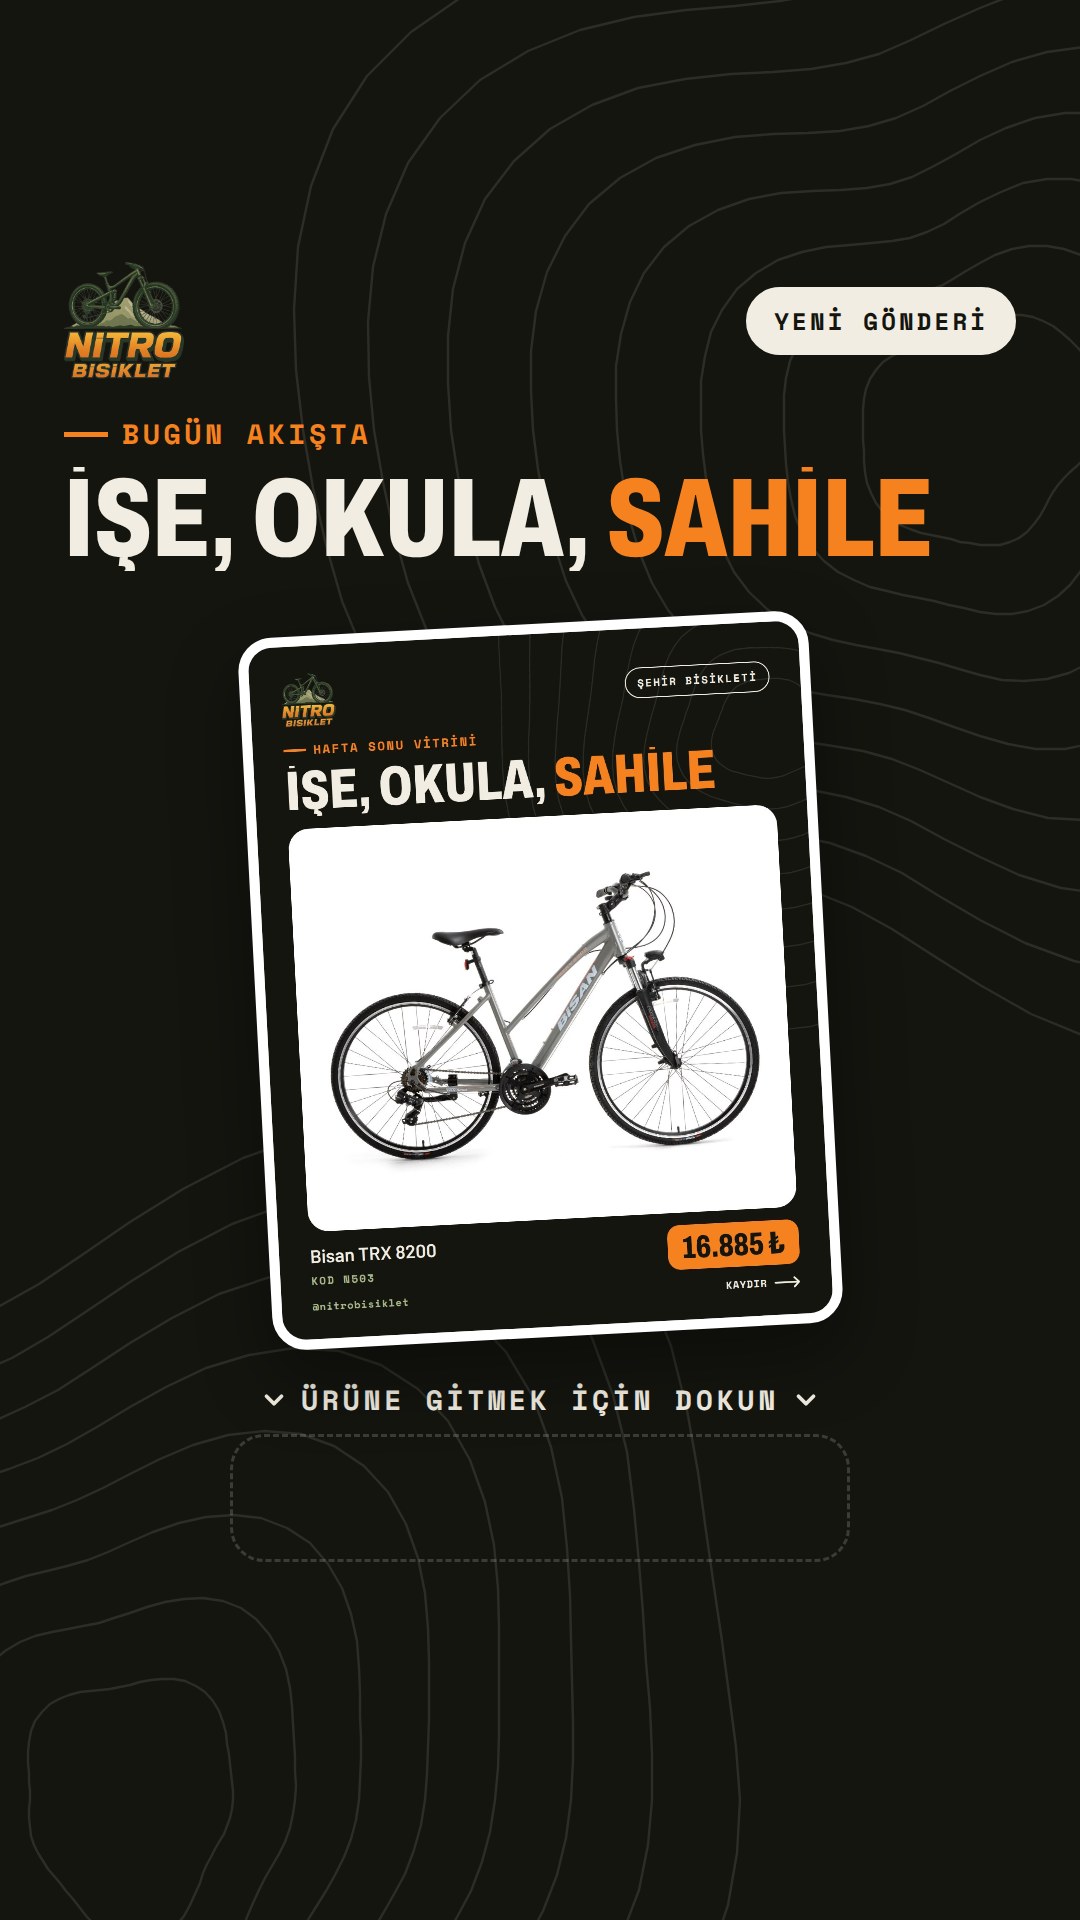 NiTRO
BiSiKLET
YENİ GÖNDERİ
BUGÜN AKIŞTA
İŞE, OKULA, SAHİLE
NiTRO
BISIKLET
ŞEHİR BİSİKLETİ
HAFTA SONU VİTRİNİ
İŞE, OKULA, SAHİLE
BISAN
Bisan TRX 8200
16.885 ₺
KOD N503
KAYDIR
@nitrobisiklet
ÜRÜNE GİTMEK İÇİN DOKUN